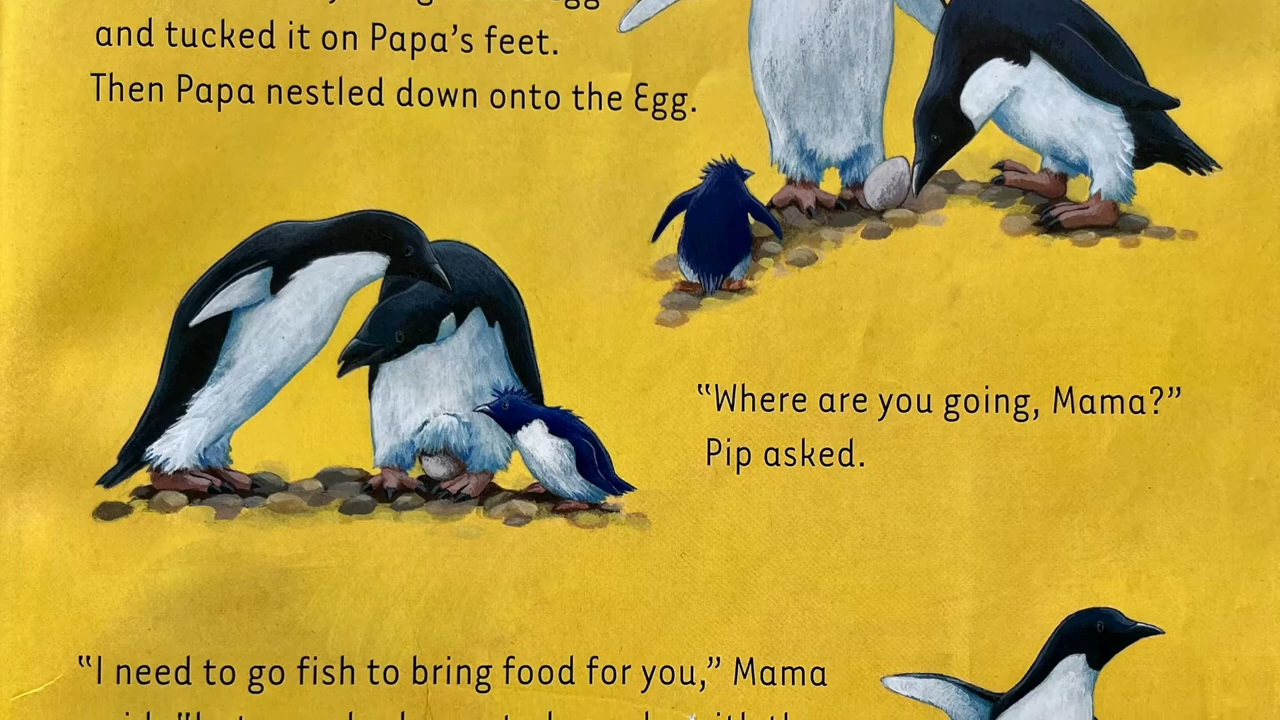 and tucked it on Papa's feet.
Then Papa nestled down onto the Egg.
"Where are you going, Mama?"
Pip asked.
"I need to go fish to bring food for you," Mama